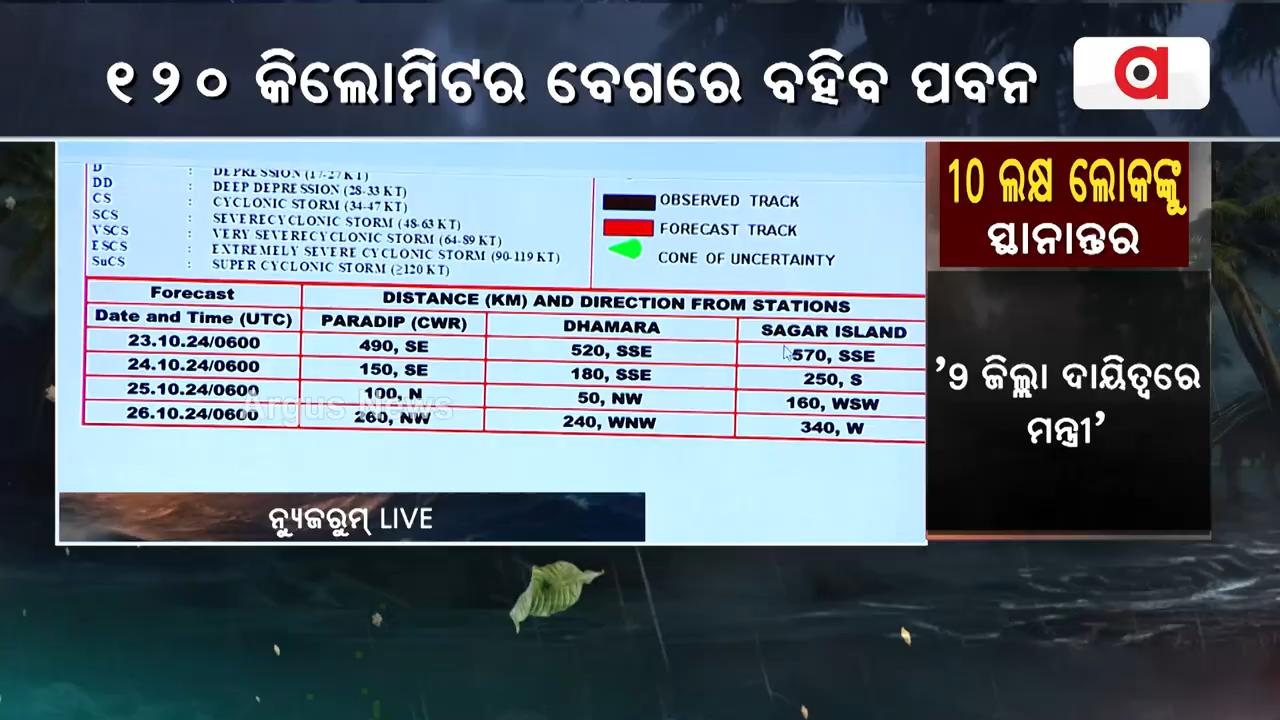 ୧୨୦ କିଲୋମିଟର ବେଗରେ ବହିବ ପବନ
a
10 ଲକ୍ଷ ଲୋକଙ୍କୁ
ସ୍ଥାନାନ୍ତର
'9 ଜିଲ୍ଲା ଦାୟିତ୍ୱରେ
ମନ୍ତ୍ରୀ'
D : DEPRESSION (17-27 KT)
DD : DEEP DEPRESSION (28-33 KT)
CS : CYCLONIC STORM (34-47 KT)
SCS : SEVERECYCLONIC STORM (48-63 KT)
VSCS : VERY SEVERECYCLONIC STORM (64-89 KT)
ESCS : EXTREMELY SEVERE CYCLONIC STORM (90-119 KT)
SuCS : SUPER CYCLONIC STORM (≥120 KT)
OBSERVED TRACK
FORECAST TRACK
CONE OF UNCERTAINTY
Forecast DISTANCE (KM) AND DIRECTION FROM STATIONS
Date and Time (UTC) PARADIP (CWR) DHAMARA SAGAR ISLAND
23.10.24/0600 490, SE 520, SSE 570, SSE
24.10.24/0600 150, SE 180, SSE 250, S
25.10.24/0600 100, N 50, NW 160, WSW
26.10.24/0600 260, NW 240, WNW 340, W
Argus News
ନ୍ୟୁଜରୁମ୍ LIVE